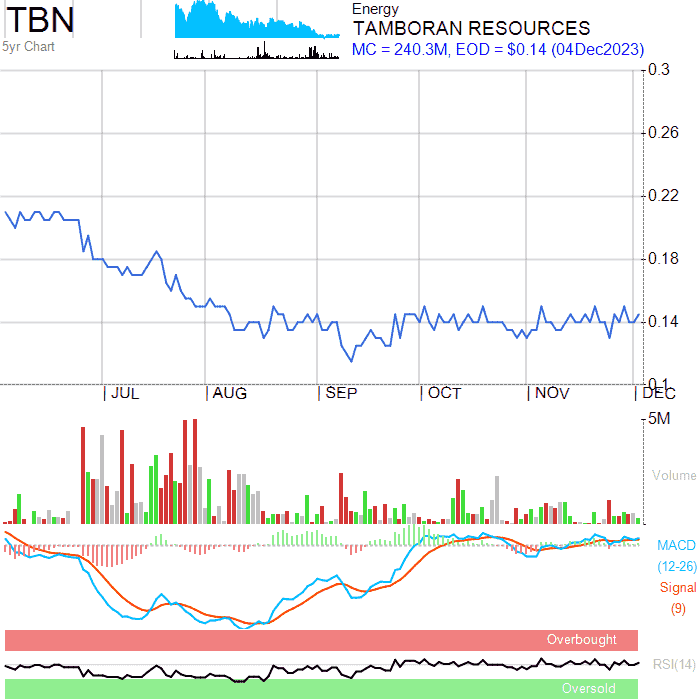 TBN
5yr Chart
Energy
TAMBORAN RESOURCES
MC = 240.3M, EOD = $0.14 (04Dec2023)
0.3
0.26
0.22
0.18
0.14
0.1
JUL AUG SEP OCT NOV DEC
5M
Volume
MACD
(12-26)
Signal
(9)
Overbought
RSI(14)
Oversold